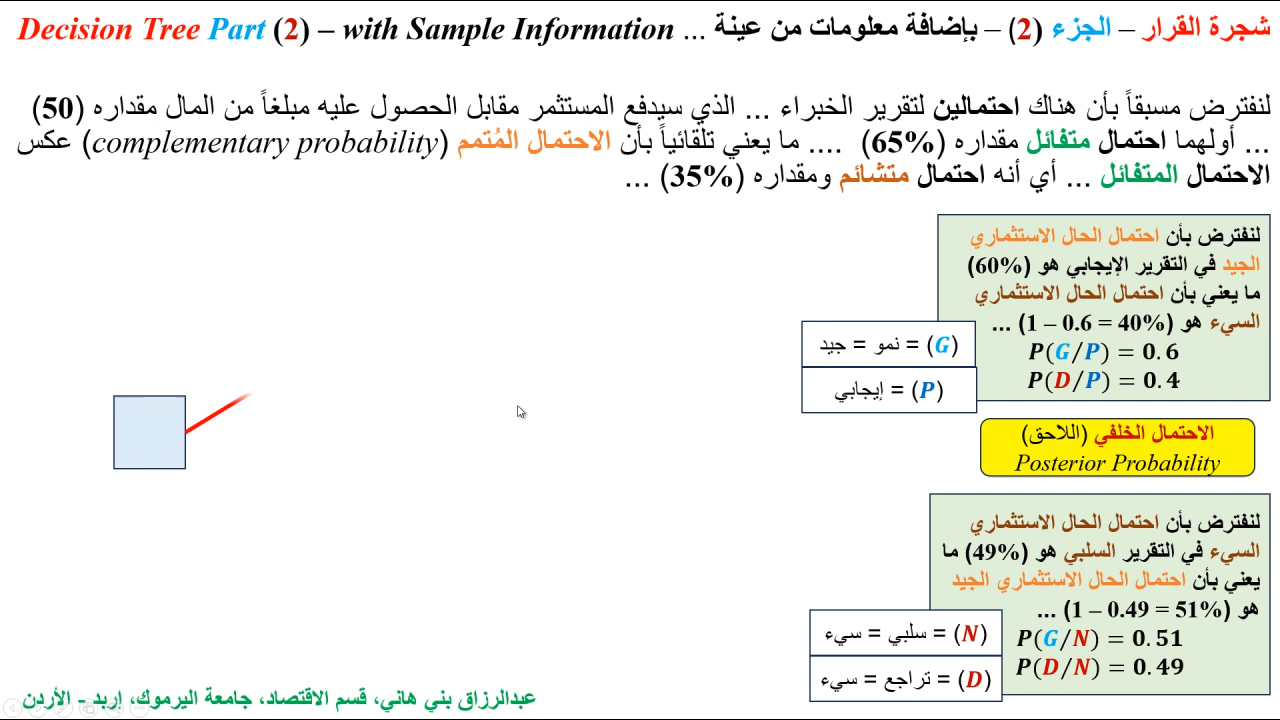 شجرة القرار – الجزء (2) – بإضافة معلومات من عينة ... Decision Tree Part (2) – with Sample Information
لنفترض مسبقاً بأن هناك احتمالين لتقرير الخبراء ... الذي سيدفع المستثمر مقابل الحصول عليه مبلغاً من المال مقداره (50)
... أولهما احتمال متفائل مقداره (65%) .... ما يعني تلقائياً بأن الاحتمال المُتمم (complementary probability) عكس
الاحتمال المتفائل ... أي أنه احتمال متشائم ومقداره (35%) ...
لنفترض بأن احتمال الحال الاستثماري
الجيد في التقرير الإيجابي هو (60%)
ما يعني بأن احتمال الحال الاستثماري
السيء هو (1 – 0.6 = 40%) ...
P(G/P) = 0.6
P(D/P) = 0.4
(G) = نمو = جيد
(P) = إيجابي
الاحتمال الخلفي (اللاحق)
Posterior Probability
لنفترض بأن احتمال الحال الاستثماري
السيء في التقرير السلبي هو (49%) ما
يعني بأن احتمال الحال الاستثماري الجيد
هو (1 – 0.49 = 51%) ...
P(G/N) = 0.51
P(D/N) = 0.49
(N) = سلبي = سيء
(D) = تراجع = سيء
عبدالرزاق بني هاني، قسم الاقتصاد، جامعة اليرموك، إربد - الأردن